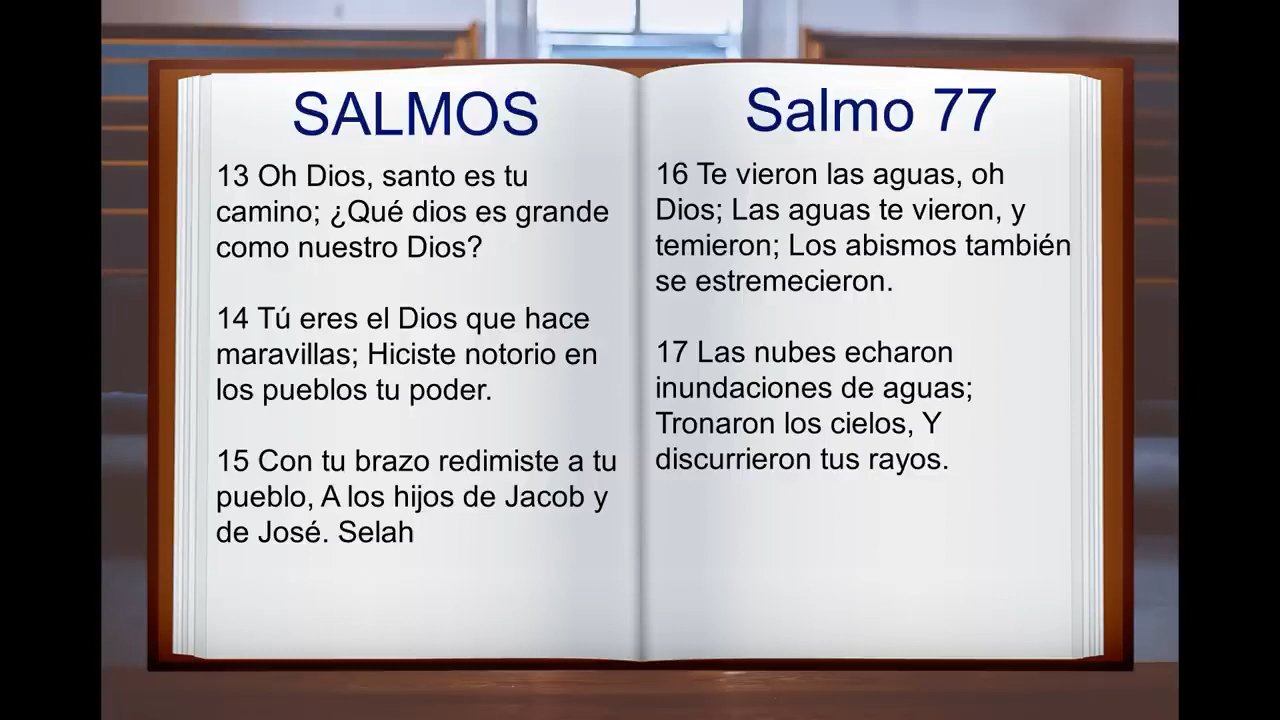 SALMOS
13 Oh Dios, santo es tu
camino; ¿Qué dios es grande
como nuestro Dios?
14 Tú eres el Dios que hace
maravillas; Hiciste notorio en
los pueblos tu poder.
15 Con tu brazo redimiste a tu
pueblo, A los hijos de Jacob y
de José. Selah
Salmo 77
16 Te vieron las aguas, oh
Dios; Las aguas te vieron, y
temieron; Los abismos también
se estremecieron.
17 Las nubes echaron
inundaciones de aguas;
Tronaron los cielos, Y
discurrieron tus rayos.